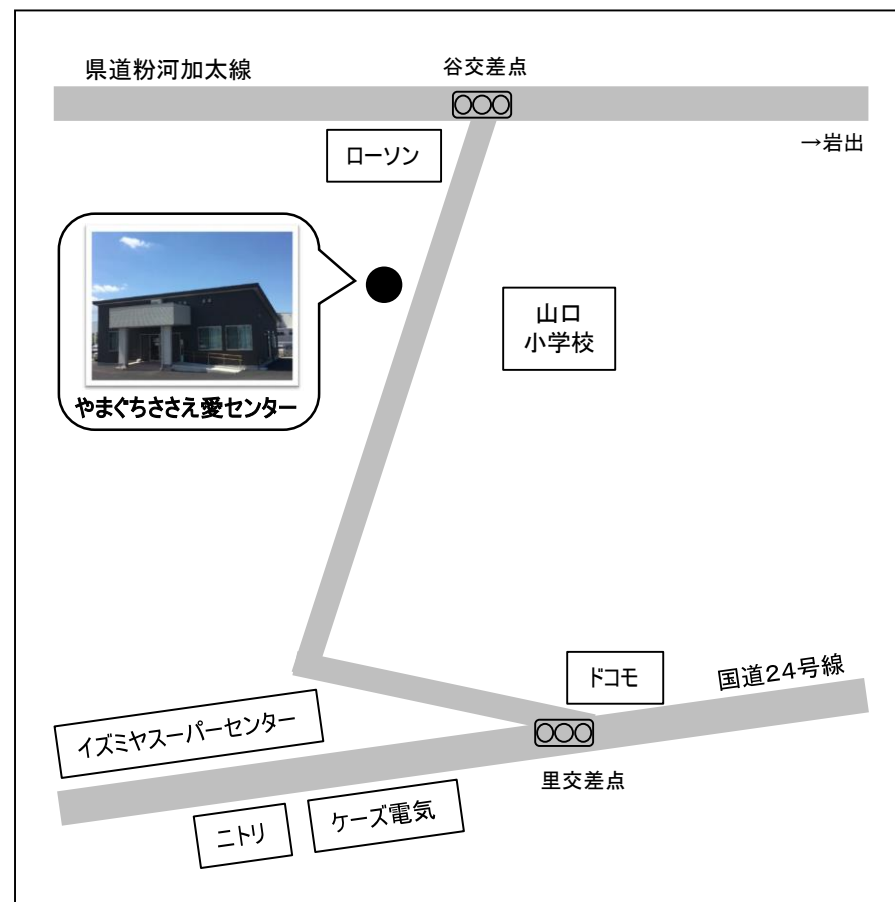 県道粉河加太線
谷交差点
→岩出
ローソン
山口
小学校
やまぐちささえ愛センター
ドコモ
国道24号線
イズミヤスーパーセンター
里交差点
ケーズ電気
ニトリ